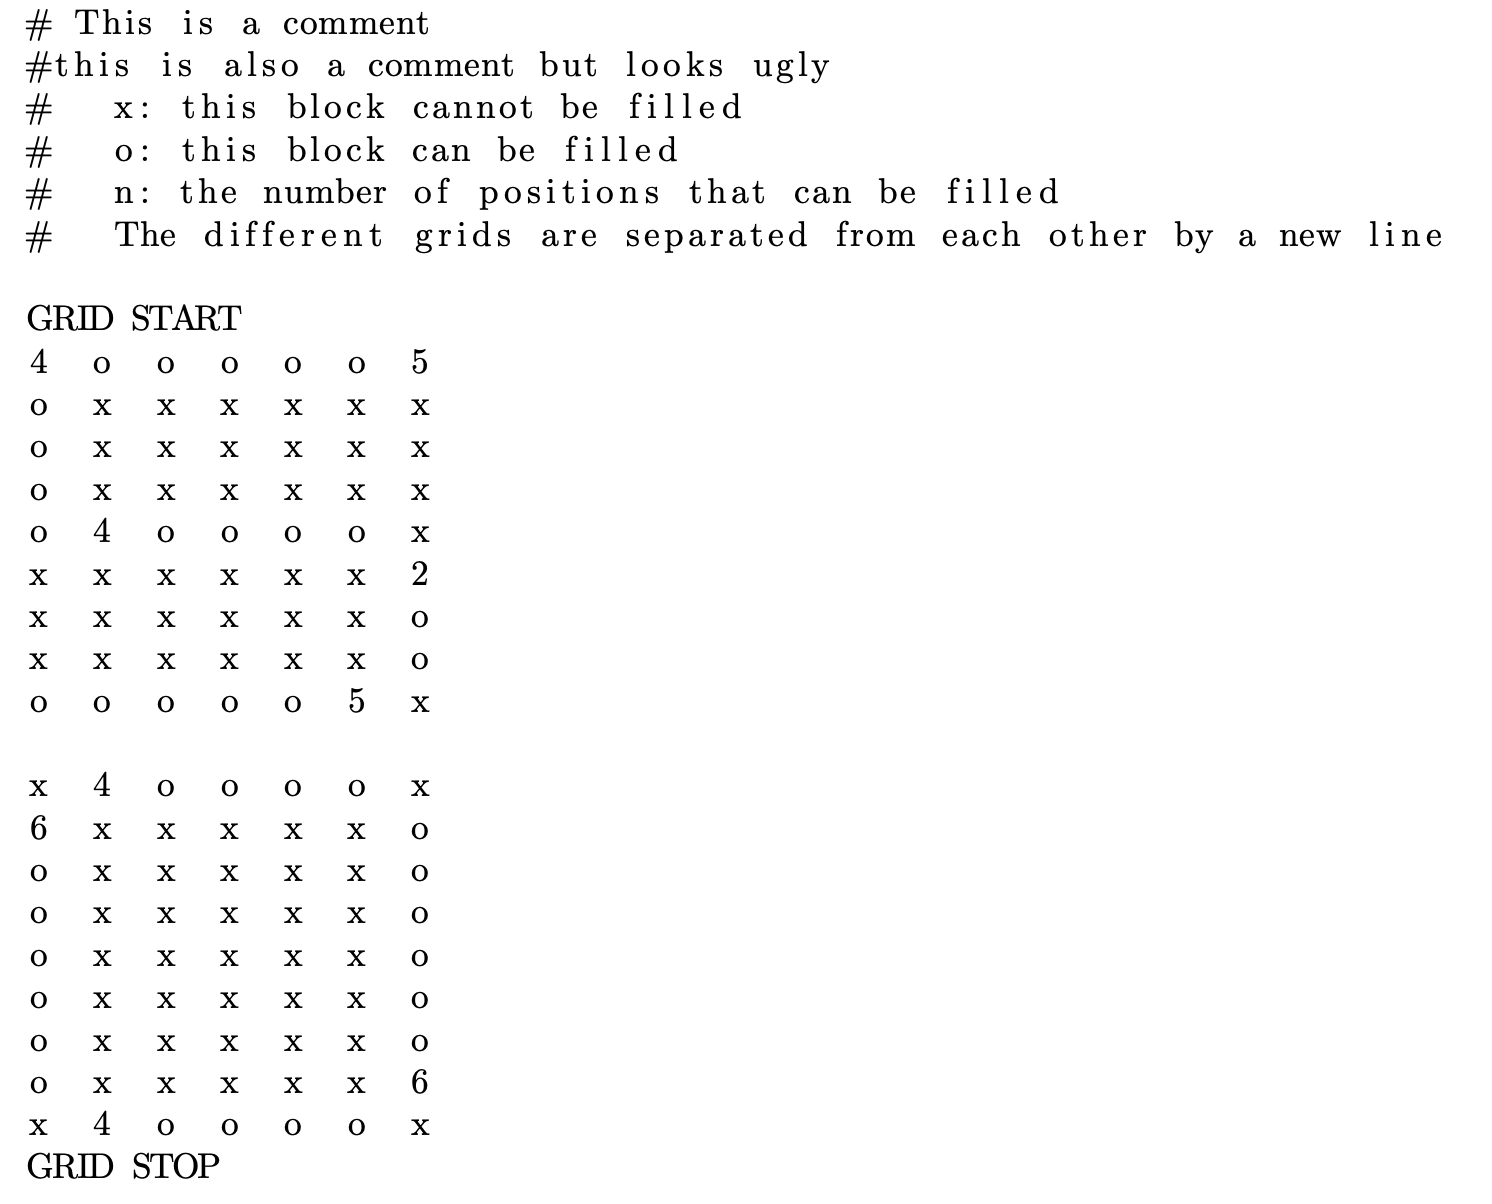 # This is a comment
#this is also a comment but looks ugly
# x: this block cannot be filled
# o: this block can be filled
# n: the number of positions that can be filled
# The different grids are separated from each other by a new line
GRID START
4 o o o o o 5
o x x x x x x
o x x x x x x
o x x x x x x
o 4 o o o o x
x x x x x x 2
x x x x x x o
x x x x x x o
o o o o o 5 x
x 4 o o o o x
6 x x x x x o
o x x x x x o
o x x x x x o
o x x x x x o
o x x x x x o
o x x x x x o
o x x x x x 6
x 4 o o o o x
GRID STOP